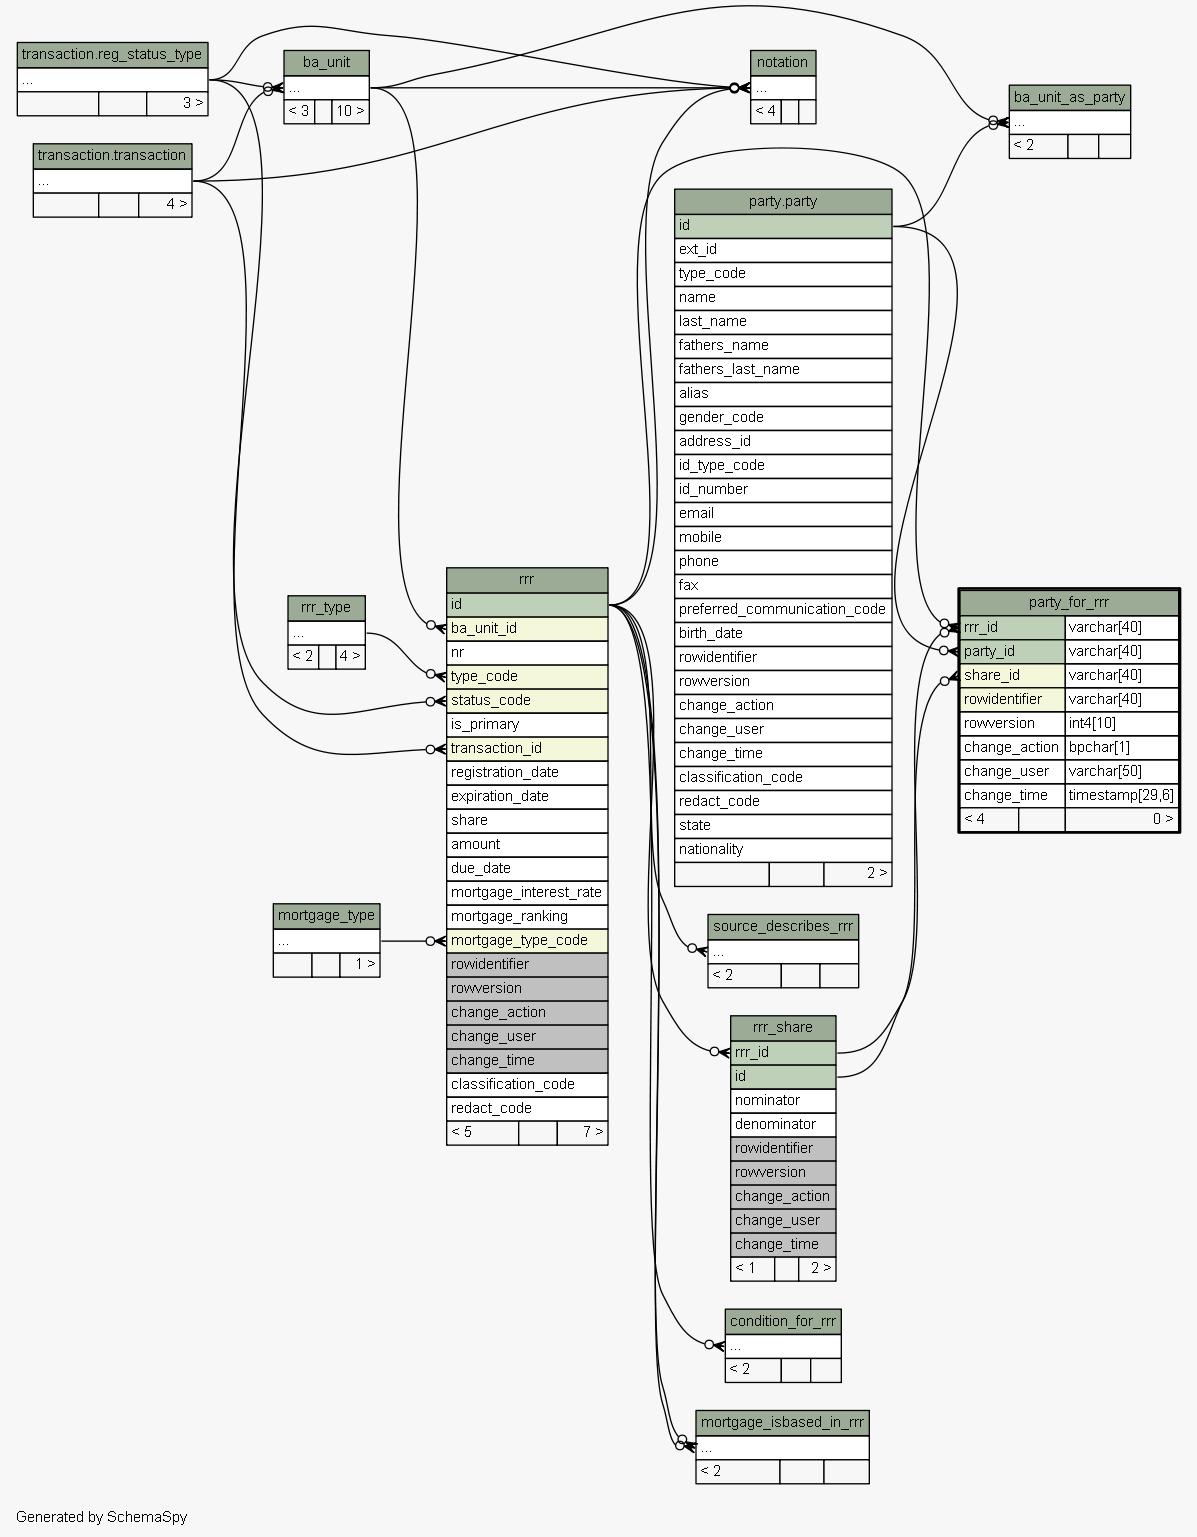 transaction.reg_status_type
...
3 >
ba_unit
...
< 3 10 >
notation
...
< 4
ba_unit_as_party
...
< 2
transaction.transaction
...
4 >
party.party
id
ext_id
type_code
name
last_name
fathers_name
fathers_last_name
alias
gender_code
address_id
id_type_code
id_number
email
mobile
phone
fax
preferred_communication_code
birth_date
rowidentifier
rowversion
change_action
change_user
change_time
classification_code
redact_code
state
nationality
2 >
rrr_type
...
< 2 4 >
rrr
id
ba_unit_id
nr
type_code
status_code
is_primary
transaction_id
registration_date
expiration_date
share
amount
due_date
mortgage_interest_rate
mortgage_ranking
mortgage_type_code
rowidentifier
rowversion
change_action
change_user
change_time
classification_code
redact_code
< 5 7 >
party_for_rrr
rrr_id varchar[40]
party_id varchar[40]
share_id varchar[40]
rowidentifier varchar[40]
rowversion int4[10]
change_action bpchar[1]
change_user varchar[50]
change_time timestamp[29,6]
< 4 0 >
mortgage_type
...
1 >
source_describes_rrr
...
< 2
rrr_share
rrr_id
id
nominator
denominator
rowidentifier
rowversion
change_action
change_user
change_time
< 1 2 >
condition_for_rrr
...
< 2
mortgage_isbased_in_rrr
...
< 2
Generated by SchemaSpy